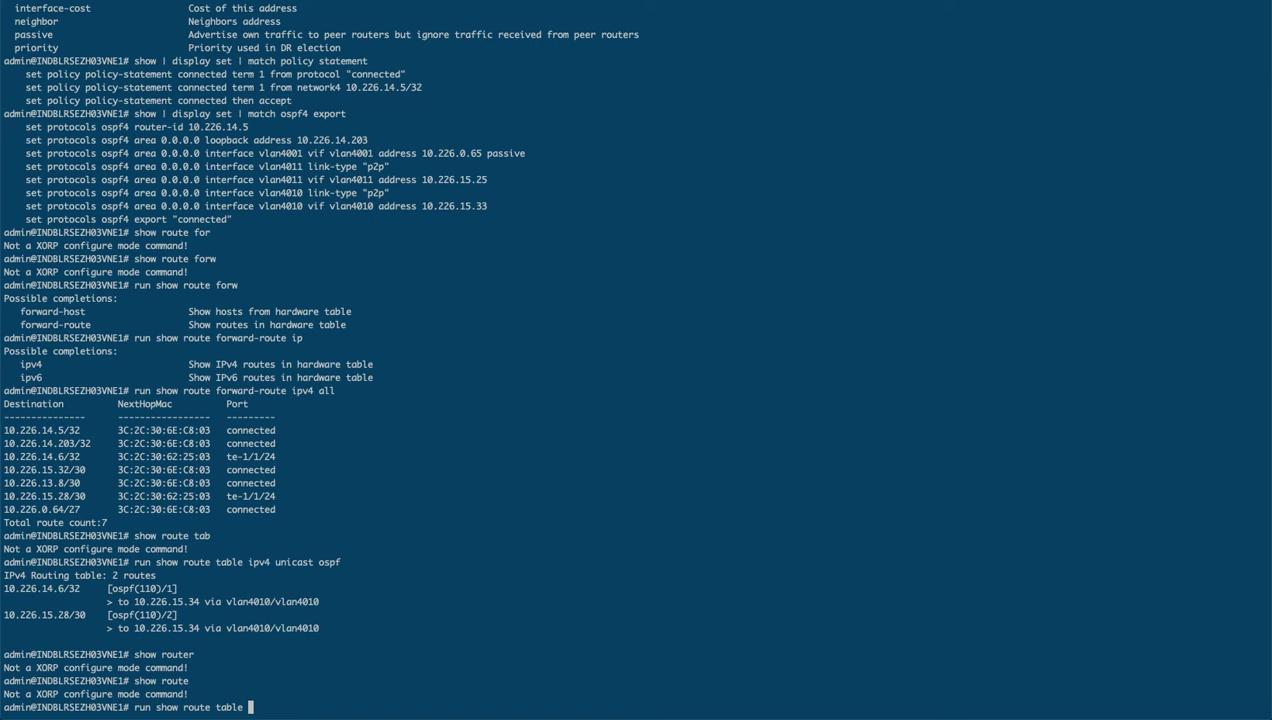 interface-cost Cost of this address
neighbor Neighbors address
passive Advertise own traffic to peer routers but ignore traffic received from peer routers
priority Priority used in DR election
admin@INDBLRSEZH03VNE1# show | display set | match policy statement
set policy policy-statement connected term 1 from protocol "connected"
set policy policy-statement connected term 1 from network4 10.226.14.5/32
set policy policy-statement connected then accept
admin@INDBLRSEZH03VNE1# show | display set | match ospf4 export
set protocols ospf4 router-id 10.226.14.5
set protocols ospf4 area 0.0.0.0 loopback address 10.226.14.203
set protocols ospf4 area 0.0.0.0 interface vlan4001 vif vlan4001 address 10.226.0.65 passive
set protocols ospf4 area 0.0.0.0 interface vlan4011 link-type "p2p"
set protocols ospf4 area 0.0.0.0 interface vlan4011 vif vlan4011 address 10.226.15.25
set protocols ospf4 area 0.0.0.0 interface vlan4010 link-type "p2p"
set protocols ospf4 area 0.0.0.0 interface vlan4010 vif vlan4010 address 10.226.15.33
set protocols ospf4 export "connected"
admin@INDBLRSEZH03VNE1# show route for
Not a XORP configure mode command!
admin@INDBLRSEZH03VNE1# show route forw
Not a XORP configure mode command!
admin@INDBLRSEZH03VNE1# run show route forw
Possible completions:
forward-host Show hosts from hardware table
forward-route Show routes in hardware table
admin@INDBLRSEZH03VNE1# run show route forward-route ip
Possible completions:
ipv4 Show IPv4 routes in hardware table
ipv6 Show IPv6 routes in hardware table
admin@INDBLRSEZH03VNE1# run show route forward-route ipv4 all
Destination NextHopMac Port
--------------- ----------------- ---------
10.226.14.5/32 3C:2C:30:6E:C8:03 connected
10.226.14.203/32 3C:2C:30:6E:C8:03 connected
10.226.14.6/32 3C:2C:30:62:25:03 te-1/1/24
10.226.15.32/30 3C:2C:30:6E:C8:03 connected
10.226.13.8/30 3C:2C:30:6E:C8:03 connected
10.226.15.28/30 3C:2C:30:62:25:03 te-1/1/24
10.226.0.64/27 3C:2C:30:6E:C8:03 connected
Total route count:7
admin@INDBLRSEZH03VNE1# show route tab
Not a XORP configure mode command!
admin@INDBLRSEZH03VNE1# run show route table ipv4 unicast ospf
IPv4 Routing table: 2 routes
10.226.14.6/32 [ospf(110)/1]
> to 10.226.15.34 via vlan4010/vlan4010
10.226.15.28/30 [ospf(110)/2]
> to 10.226.15.34 via vlan4010/vlan4010
admin@INDBLRSEZH03VNE1# show router
Not a XORP configure mode command!
admin@INDBLRSEZH03VNE1# show route
Not a XORP configure mode command!
admin@INDBLRSEZH03VNE1# run show route table